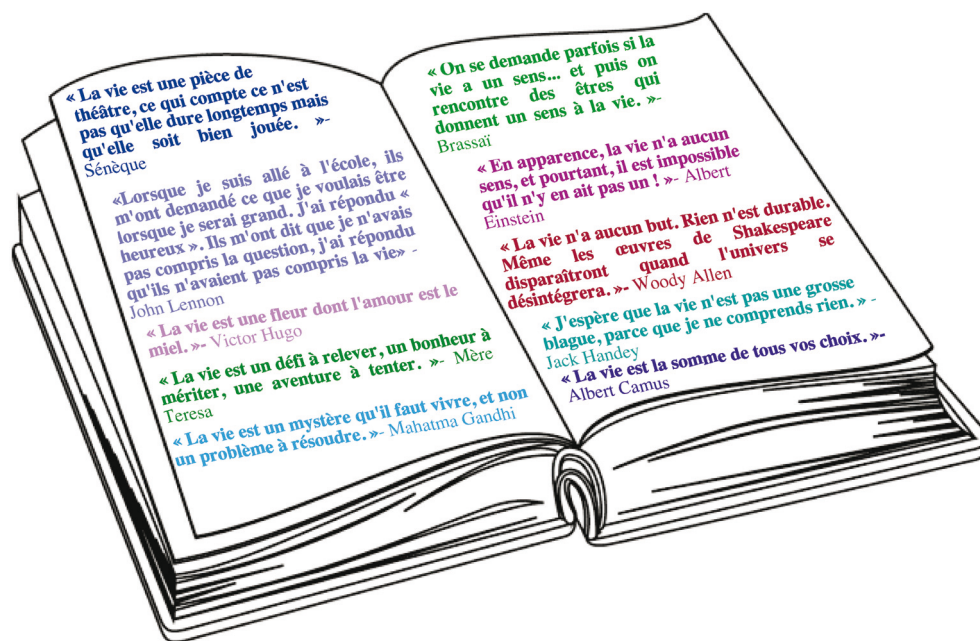 « La vie est une pièce de
théâtre, ce qui compte ce n'est
pas qu'elle dure longtemps mais
qu'elle soit bien jouée. »-
Sénèque
«Lorsque je suis allé à l'école, ils
m'ont demandé ce que je voulais être
lorsque je serai grand. J'ai répondu «
heureux ». Ils m'ont dit que je n'avais
pas compris la question, j'ai répondu
qu'ils n'avaient pas compris la vie» -
John Lennon
« La vie est une fleur dont l'amour est le
miel. »- Victor Hugo
« La vie est un défi à relever, un bonheur à
mériter, une aventure à tenter. »- Mère
Teresa
« La vie est un mystère qu'il faut vivre, et non
un problème à résoudre. »- Mahatma Gandhi
« On se demande parfois si la
vie a un sens... et puis on
rencontre des êtres qui
donnent un sens à la vie. »-
Brassaï
« En apparence, la vie n'a aucun
sens, et pourtant, il est impossible
qu'il n'y en ait pas un ! »- Albert
Einstein
« La vie n'a aucun but. Rien n'est durable.
Même les œuvres de Shakespeare
disparaîtront quand l'univers se
désintégrera. »- Woody Allen
« J'espère que la vie n'est pas une grosse
blague, parce que je ne comprends rien. » -
Jack Handey
« La vie est la somme de tous vos choix. »-
Albert Camus